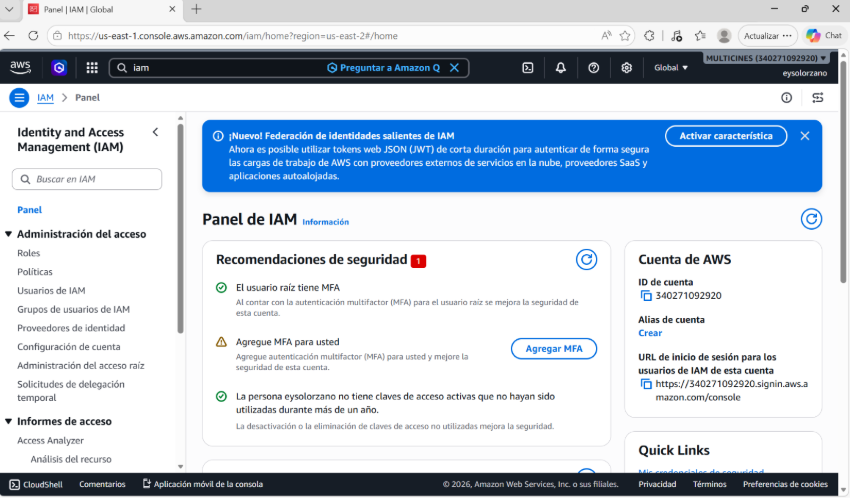 Panel | IAM | Global
https://us-east-1.console.aws.amazon.com/iam/home?region=us-east-2#/home
Actualizar
Chat
aws
iam
Preguntar a Amazon Q
Global
MULTICINES (340271092920)
eysolorzano
IAM > Panel
Identity and Access
Management (IAM)
Buscar en IAM
Panel
Administración del acceso
Roles
Políticas
Usuarios de IAM
Grupos de usuarios de IAM
Proveedores de identidad
Configuración de cuenta
Administración del acceso raíz
Solicitudes de delegación
temporal
Informes de acceso
Access Analyzer
Análisis del recurso
¡Nuevo! Federación de identidades salientes de IAM
Ahora es posible utilizar tokens web JSON (JWT) de corta duración para autenticar de forma segura
las cargas de trabajo de AWS con proveedores externos de servicios en la nube, proveedores SaaS y
aplicaciones autoalojadas.
Activar característica
Panel de IAM Información
Recomendaciones de seguridad 1
El usuario raíz tiene MFA
Al contar con la autenticación multifactor (MFA) para el usuario raíz se mejora la seguridad de
esta cuenta.
Agregue MFA para usted
Agregue autenticación multifactor (MFA) para usted y mejore la
seguridad de esta cuenta.
Agregar MFA
La persona eysolorzano no tiene claves de acceso activas que no hayan sido
utilizadas durante más de un año.
La desactivación o la eliminación de claves de acceso no utilizadas mejora la seguridad.
Cuenta de AWS
ID de cuenta
340271092920
Alias de cuenta
Crear
URL de inicio de sesión para los
usuarios de IAM de esta cuenta
https://340271092920.signin.aws.a
mazon.com/console
Quick Links
Mis credenciales de seguridad
CloudShell
Comentarios
Aplicación móvil de la consola
© 2026, Amazon Web Services, Inc. o sus filiales.
Privacidad
Términos
Preferencias de cookies